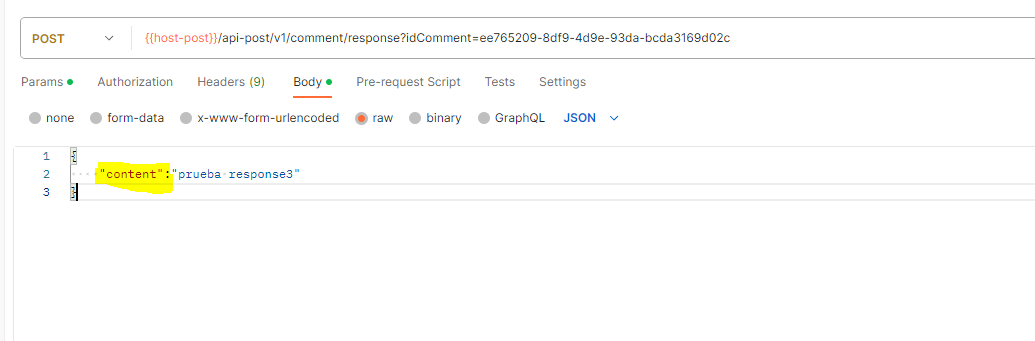 POST {{host-post}}/api-post/v1/comment/response?idComment=ee765209-8df9-4d9e-93da-bcda3169d02c
Params Authorization Headers (9) Body Pre-request Script Tests Settings
none form-data x-www-form-urlencoded raw binary GraphQL JSON
1 {
2 "content":"prueba response3"
3 }